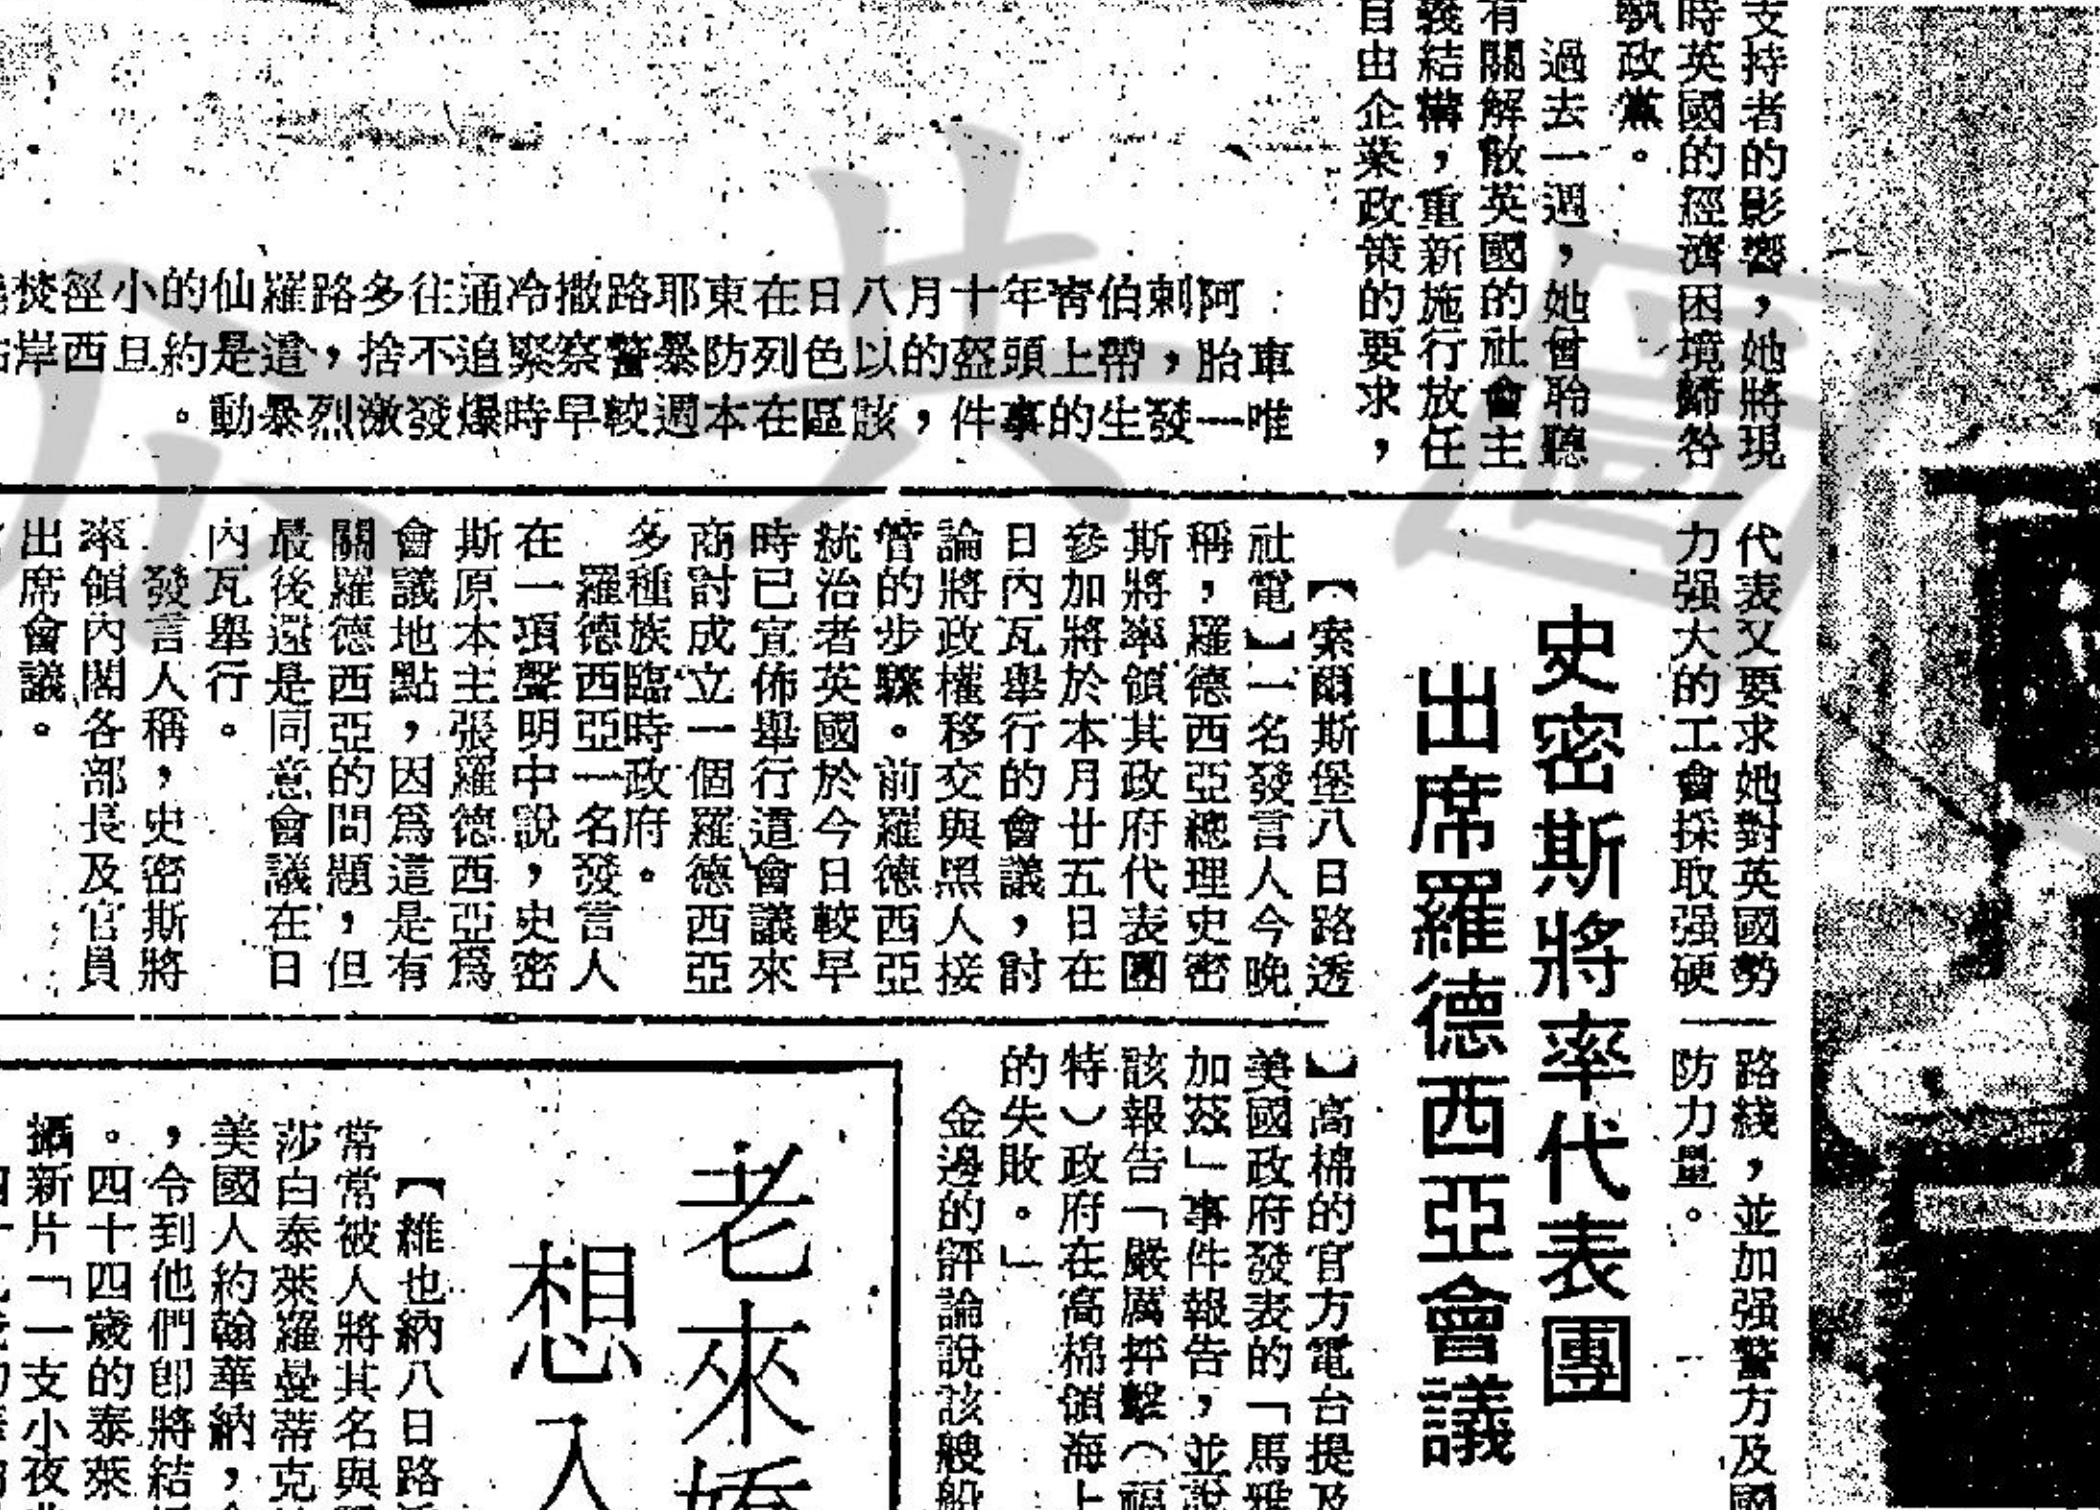 支持者的影響，她將現
時英國的經濟困境歸咎
執政黨。
過去一週，她曾聆聽
有關解散英國的社會主
義結構，重新施行放任
自由企業政策的要求，
代表又要求她對英國勢
力强大的工會採取强硬
路綫，並加强警方及國
防力量。
：阿剌伯青年十月八日在東耶路撒冷通往多路羅仙的小徑焚
車胎，帶上頭盔的以色列防暴警察緊追不捨，這是約旦西岸
唯一發生的事件，該區在本週較早時爆發激烈暴動。
史密斯將率代表團
出席羅德西亞會議
【索爾斯堡八日路透
社電】一名發言人今晚
稱，羅德西亞總理史密
斯將率領其政府代表團
參加將於本月廿五日在
日內瓦舉行的會議，討
論將政權移交與黑人接
管的步驟。前羅德西亞
統治者英國於今日較早
時已宣佈舉行這會議來
商討成立一個羅德西亞
多種族臨時政府。
羅德西亞一名發言人
在一項聲明中說，史密
斯原本主張羅德西亞爲
會議地點，因爲這是有
關羅德西亞的問題，但
最後還是同意會議在日
內瓦舉行。
發言人稱，史密斯將
率領內閣各部長及官員
出席會議。
】高棉的官方電台提及
美國政府發表的「馬雅
加茲」事件報告，並說
該報告「嚴厲抨擊（福
特）政府在高棉領海上
的失敗。」
金邊的評論說該艘船
老來嬌
想入
【維也納八日路透
常常被人將其名與
莎白泰萊羅曼蒂克
美國人約翰華納，
，令到他們即將結
。四十四歲的泰萊
攝新片「一支小夜
公共圖